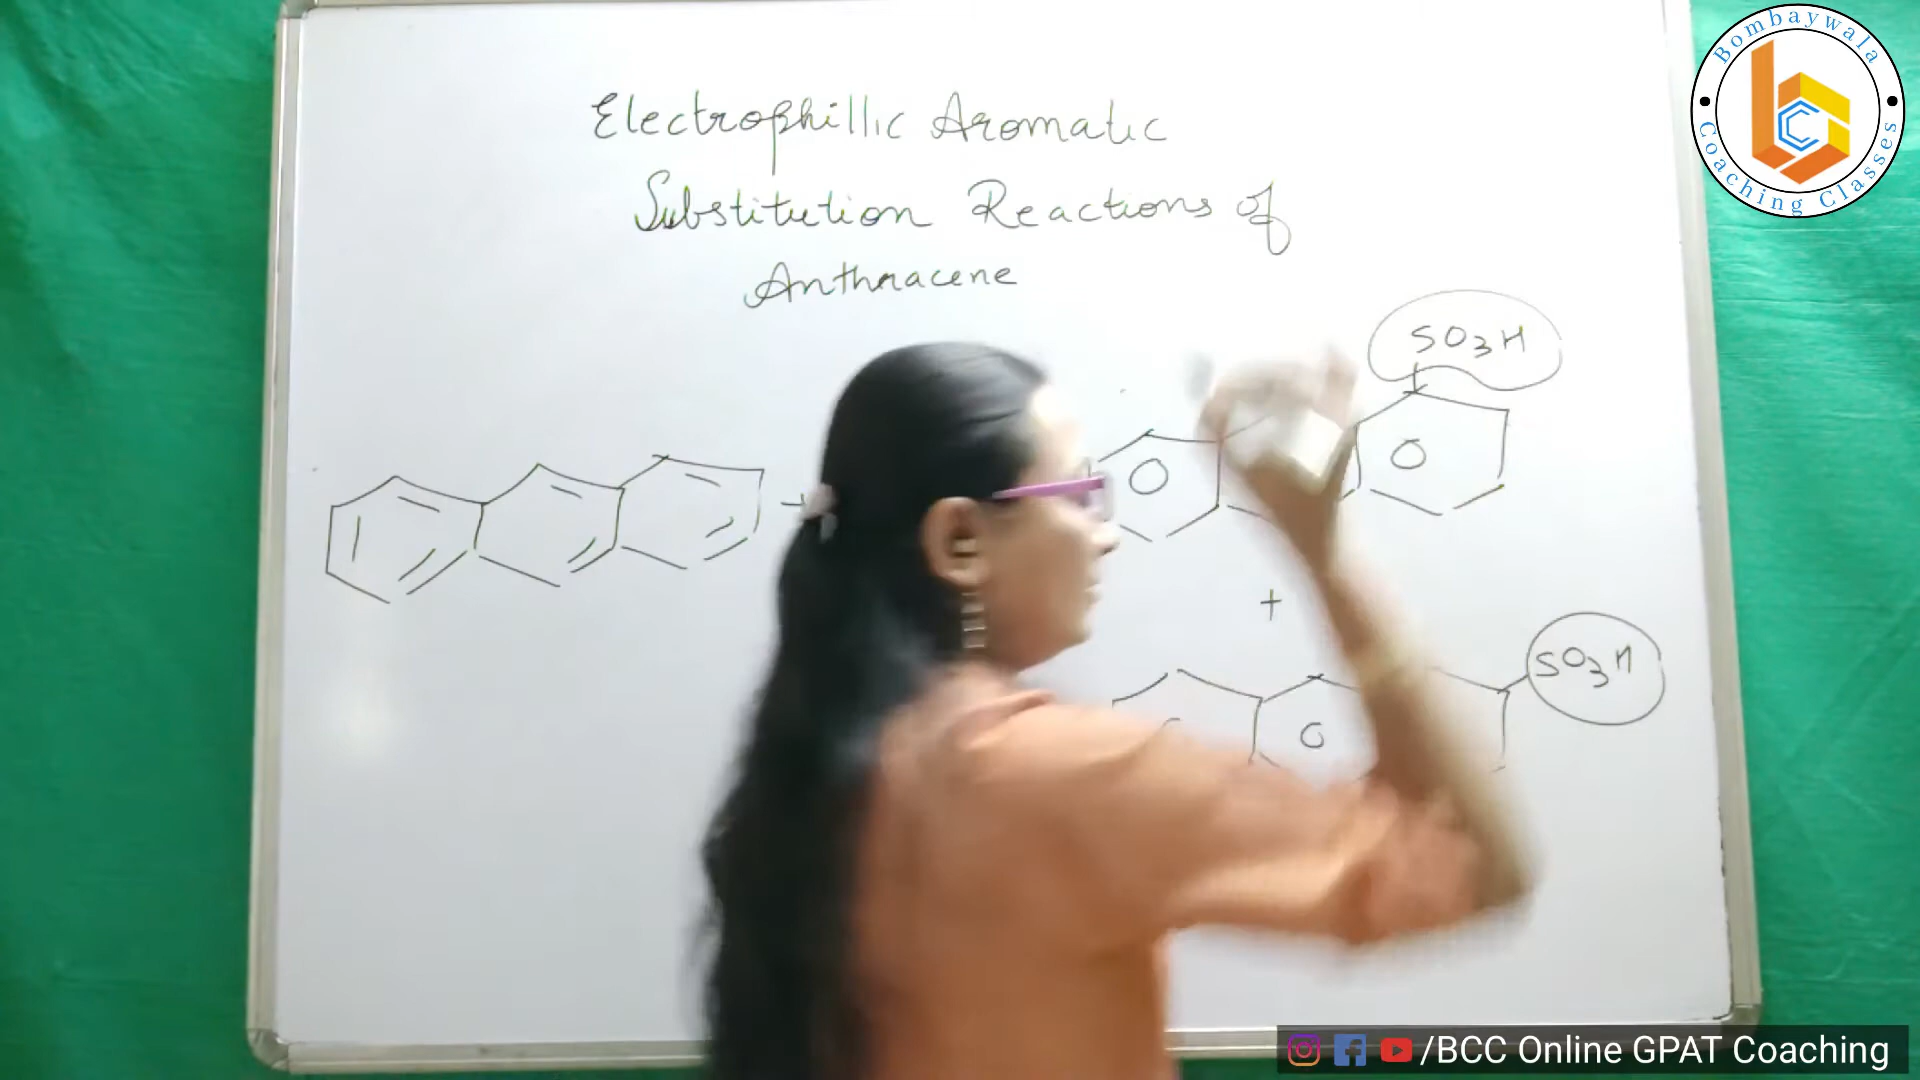 Electrophillic Aromatic
Substitution Reactions of
Anthracene
SO3H
+
SO3H
Bombaywala
Coaching Classes
/BCC Online GPAT Coaching